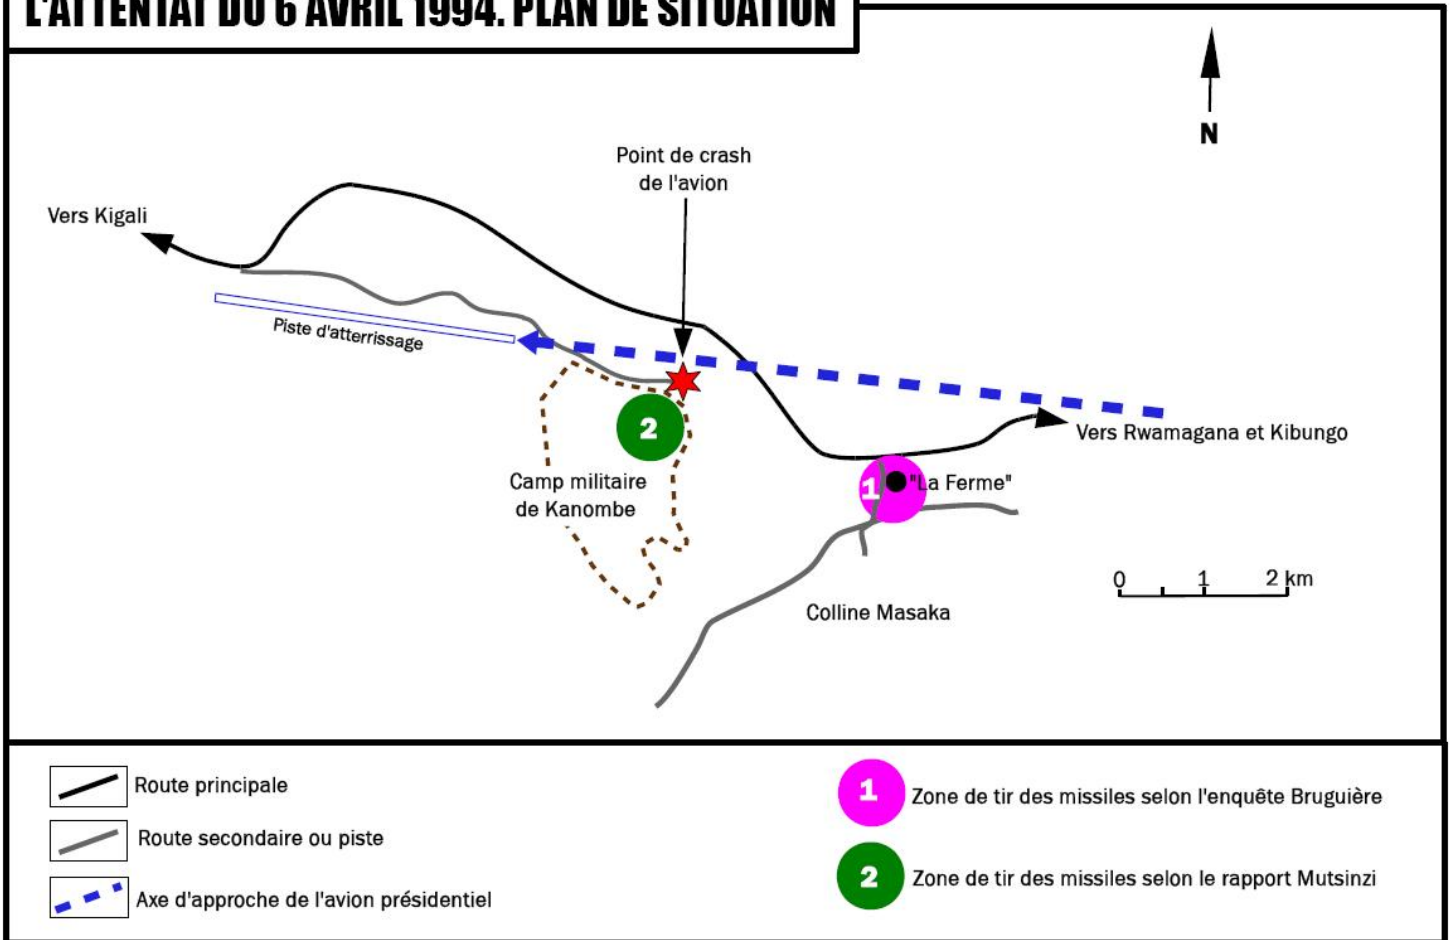 L'ATTENTAT DU 6 AVRIL 1994. PLAN DE SITUATION
N
Point de crash
de l'avion
Vers Kigali
Piste d'atterrissage
Vers Rwamagana et Kibungo
2
1
"La Ferme"
Camp militaire
de Kanombe
0 1 2 km
Colline Masaka
Route principale
Route secondaire ou piste
Axe d'approche de l'avion présidentiel
1 Zone de tir des missiles selon l'enquête Bruguière
2 Zone de tir des missiles selon le rapport Mutsinzi